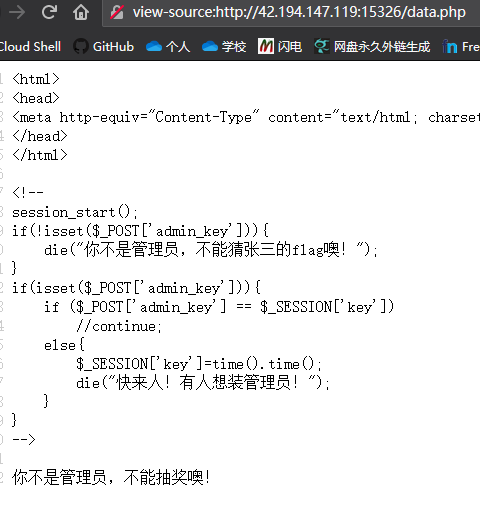 view-source:http://42.194.147.119:15326/data.php
Cloud Shell GitHub 个人 学校 闪电 网盘永久外链生成 Fre
<html>
<head>
<meta http-equiv="Content-Type" content="text/html; charset
</head>
</html>
<!--
session_start();
if(!isset($_POST['admin_key'])){
die("你不是管理员，不能猜张三的flag噢！");
}
if(isset($_POST['admin_key'])){
if ($_POST['admin_key'] == $_SESSION['key'])
//continue;
else{
$_SESSION['key']=time().time();
die("快来人！有人想装管理员！");
}
}
-->
你不是管理员，不能抽奖噢！